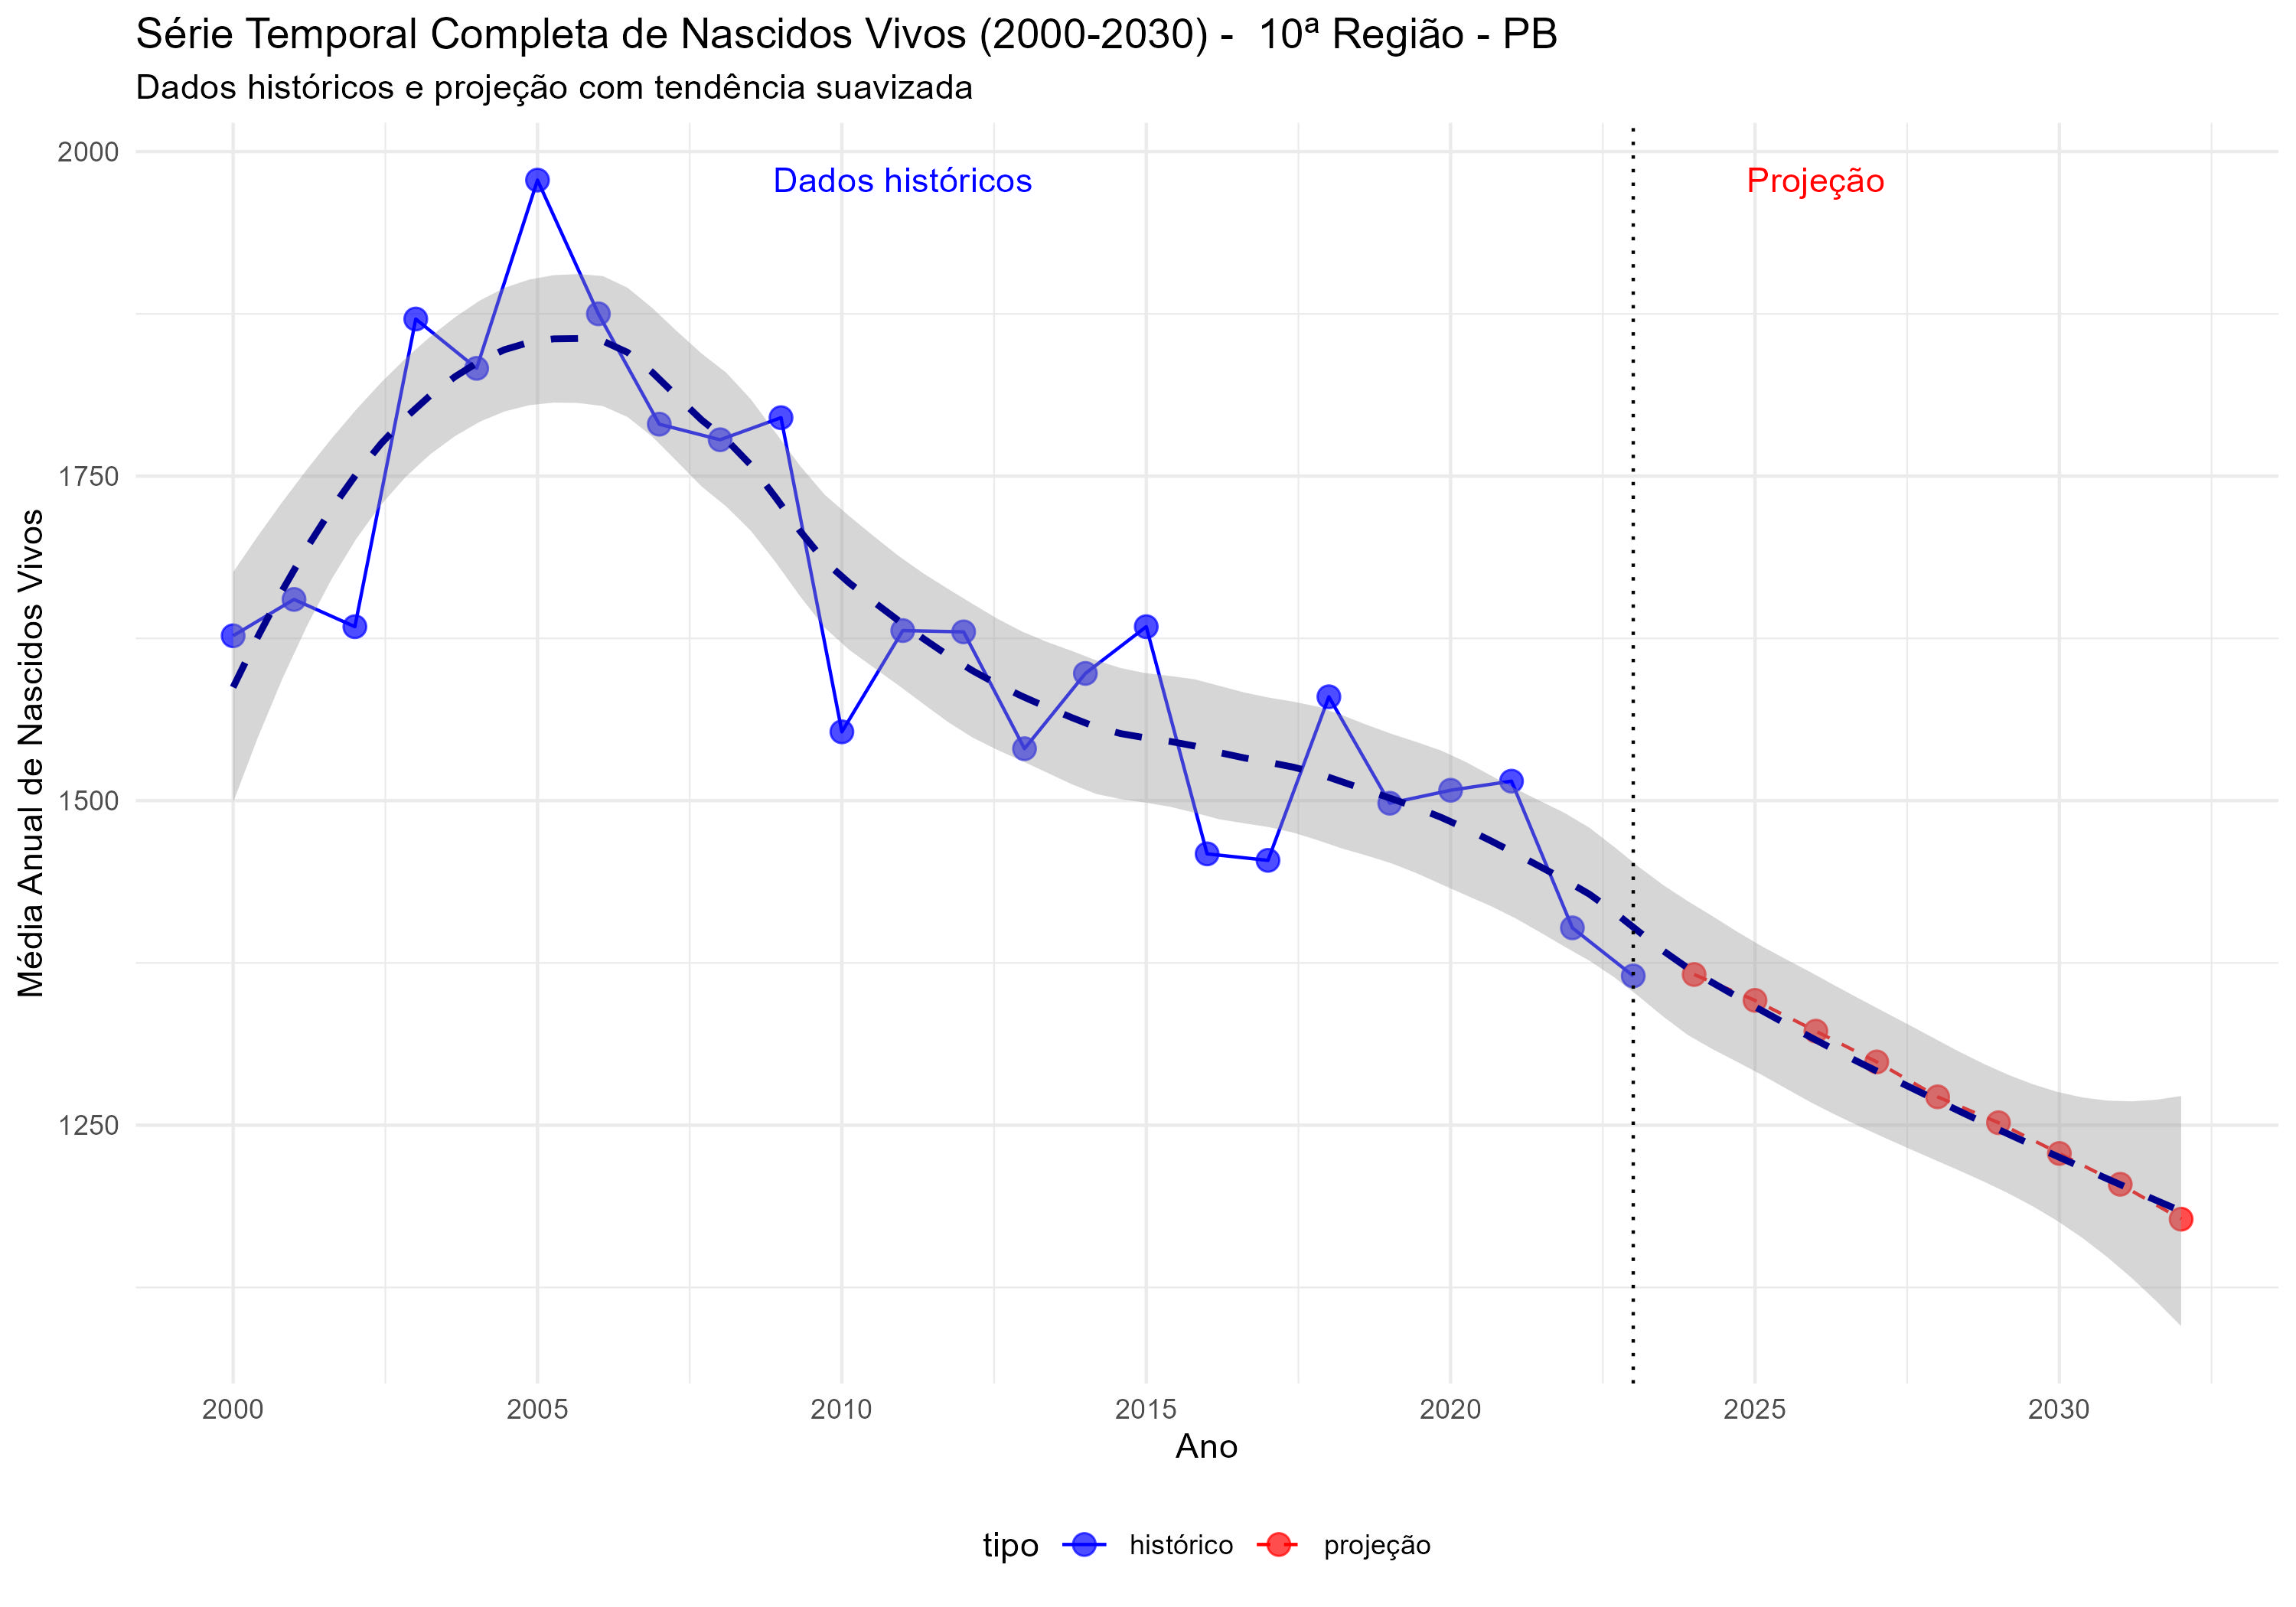 Série Temporal Completa de Nascidos Vivos (2000-2030) -  10ª Região - PB
Dados históricos e projeção com tendência suavizada
Média Anual de Nascidos Vivos
2000
1750
1500
1250
Dados históricos
Projeção
2000 2005 2010 2015 2020 2025 2030
Ano
tipo histórico projeção